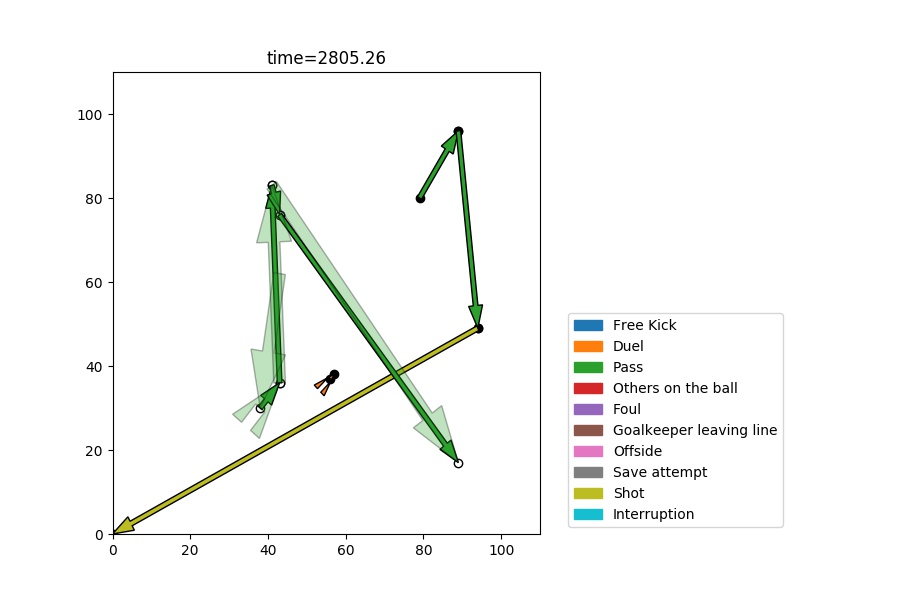 time=2805.26
100
80
60
40
20
0
0 20 40 60 80 100
Free Kick
Duel
Pass
Others on the ball
Foul
Goalkeeper leaving line
Offside
Save attempt
Shot
Interruption